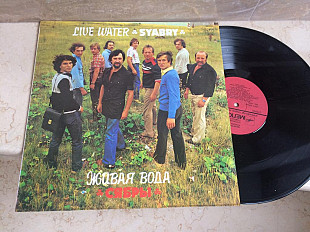 LIVE WATER ★ SYABRY ★
ЖИВАЯ ВОДА
★ СЯБРЫ ★